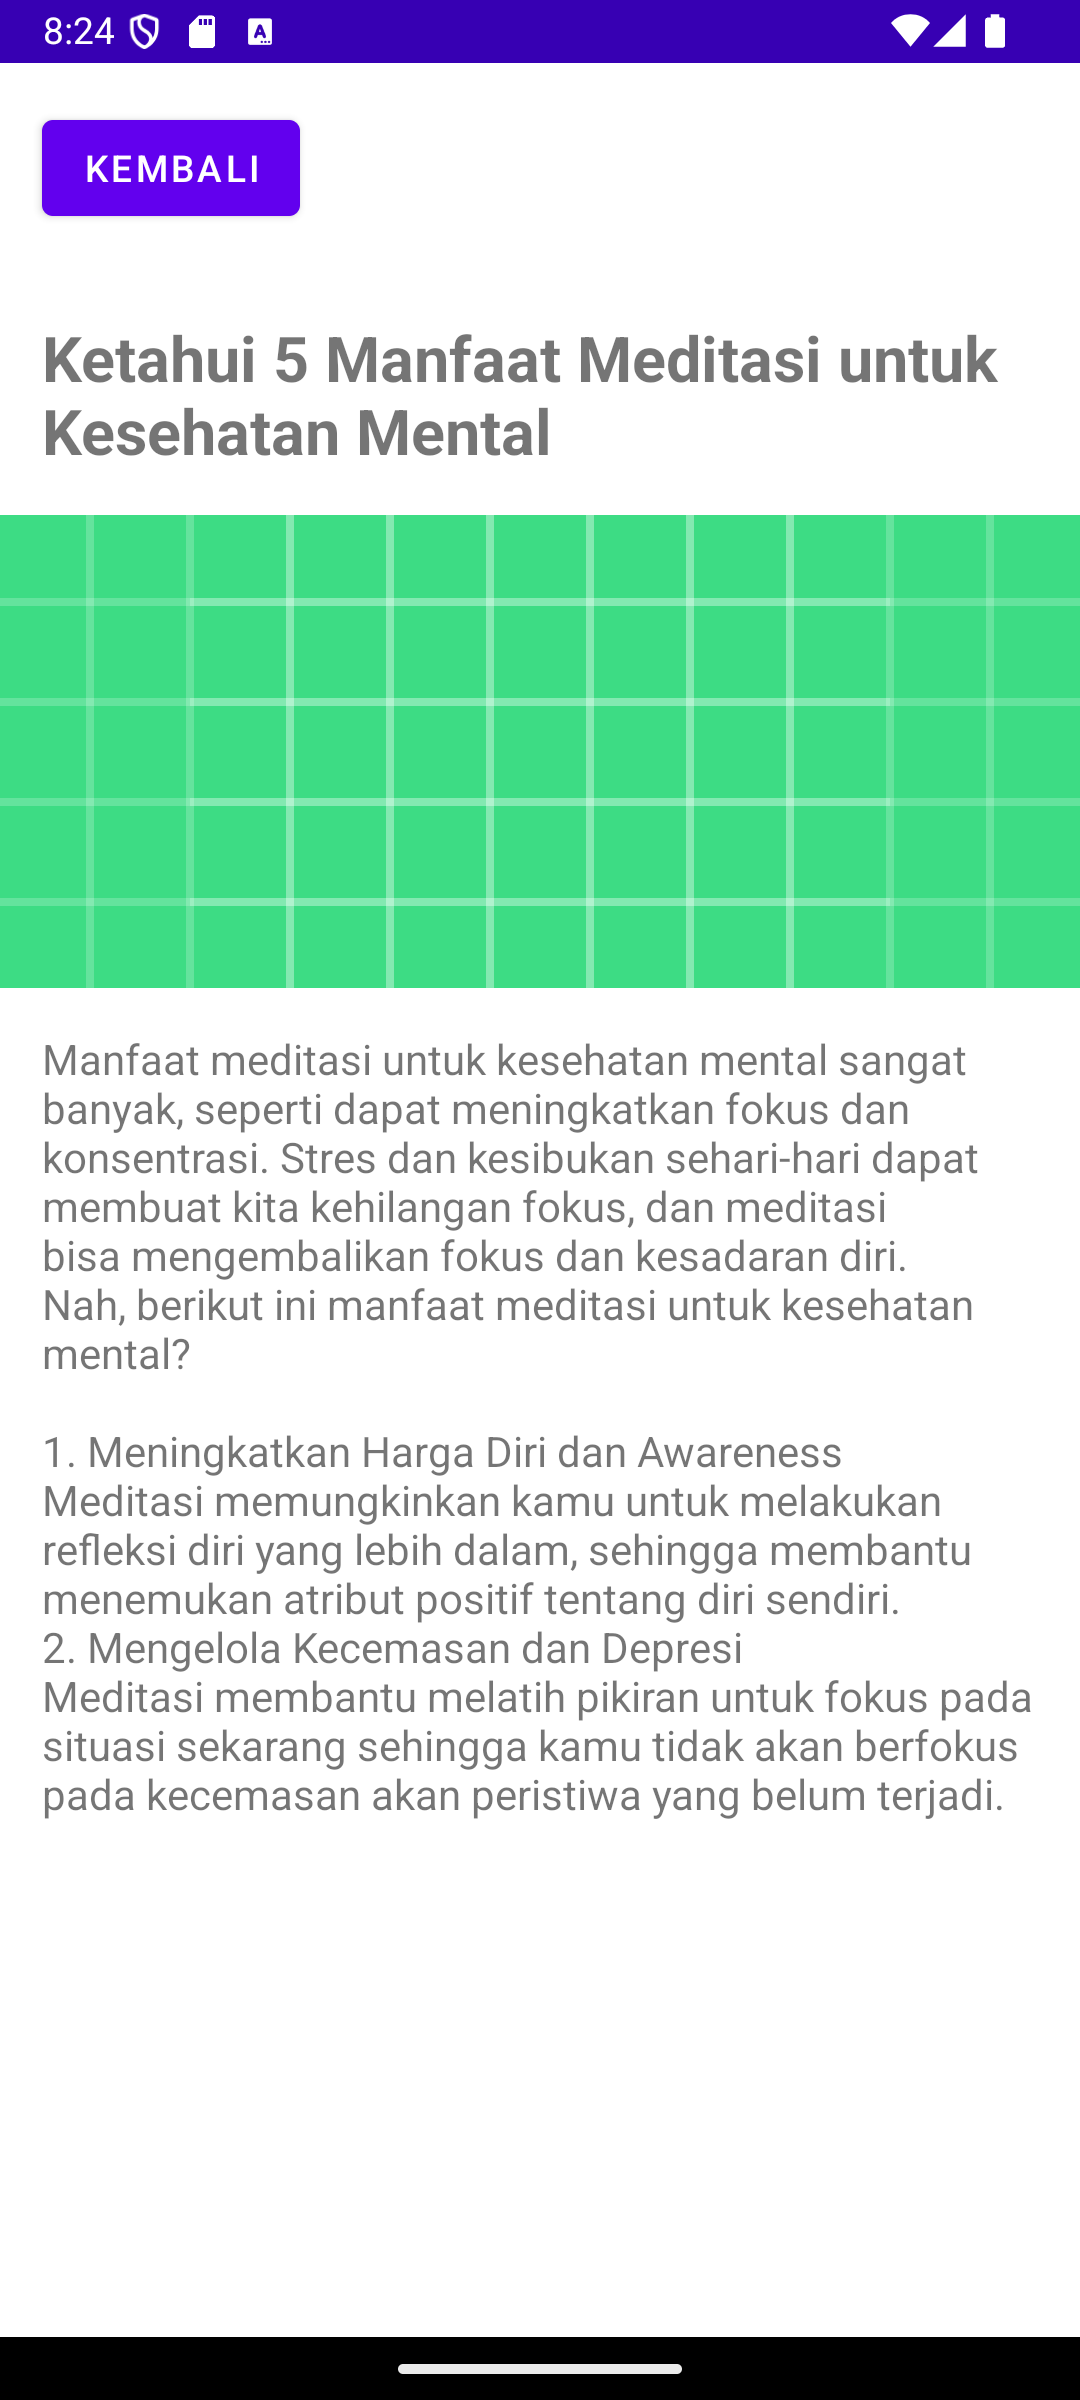 8:24
KEMBALI
Ketahui 5 Manfaat Meditasi untuk
Kesehatan Mental
Manfaat meditasi untuk kesehatan mental sangat
banyak, seperti dapat meningkatkan fokus dan
konsentrasi. Stres dan kesibukan sehari-hari dapat
membuat kita kehilangan fokus, dan meditasi
bisa mengembalikan fokus dan kesadaran diri.
Nah, berikut ini manfaat meditasi untuk kesehatan
mental?
1. Meningkatkan Harga Diri dan Awareness
Meditasi memungkinkan kamu untuk melakukan
refleksi diri yang lebih dalam, sehingga membantu
menemukan atribut positif tentang diri sendiri.
2. Mengelola Kecemasan dan Depresi
Meditasi membantu melatih pikiran untuk fokus pada
situasi sekarang sehingga kamu tidak akan berfokus
pada kecemasan akan peristiwa yang belum terjadi.